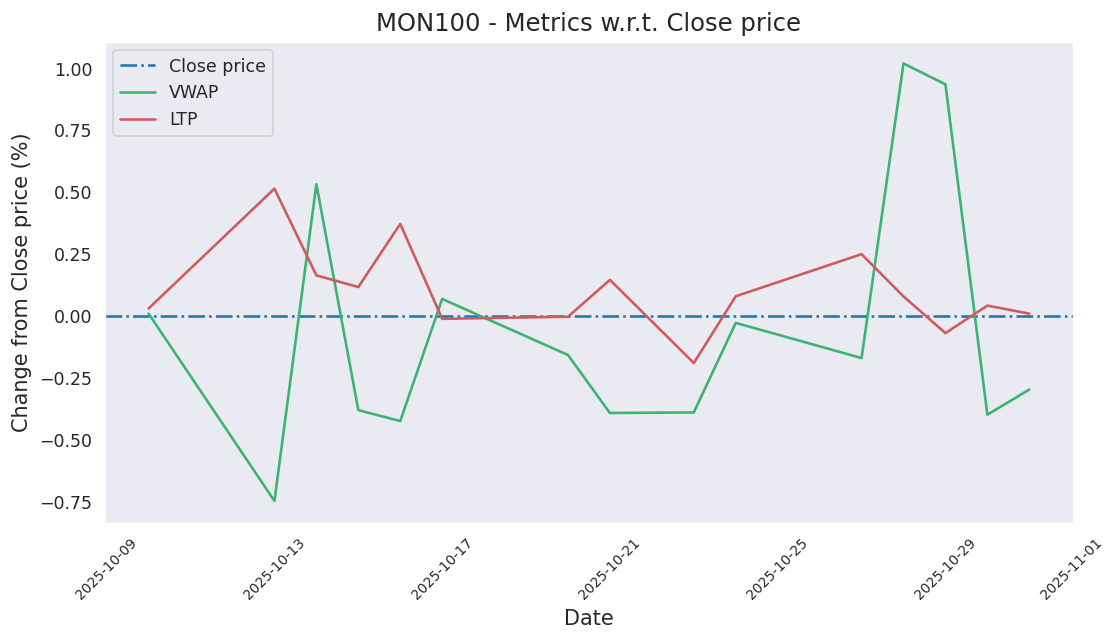 MON100 - Metrics w.r.t. Close price
Close price
VWAP
LTP
Change from Close price (%)
1.00
0.75
0.50
0.25
0.00
−0.25
−0.50
−0.75
2025-10-09
2025-10-13
2025-10-17
2025-10-21
2025-10-25
2025-10-29
2025-11-01
Date